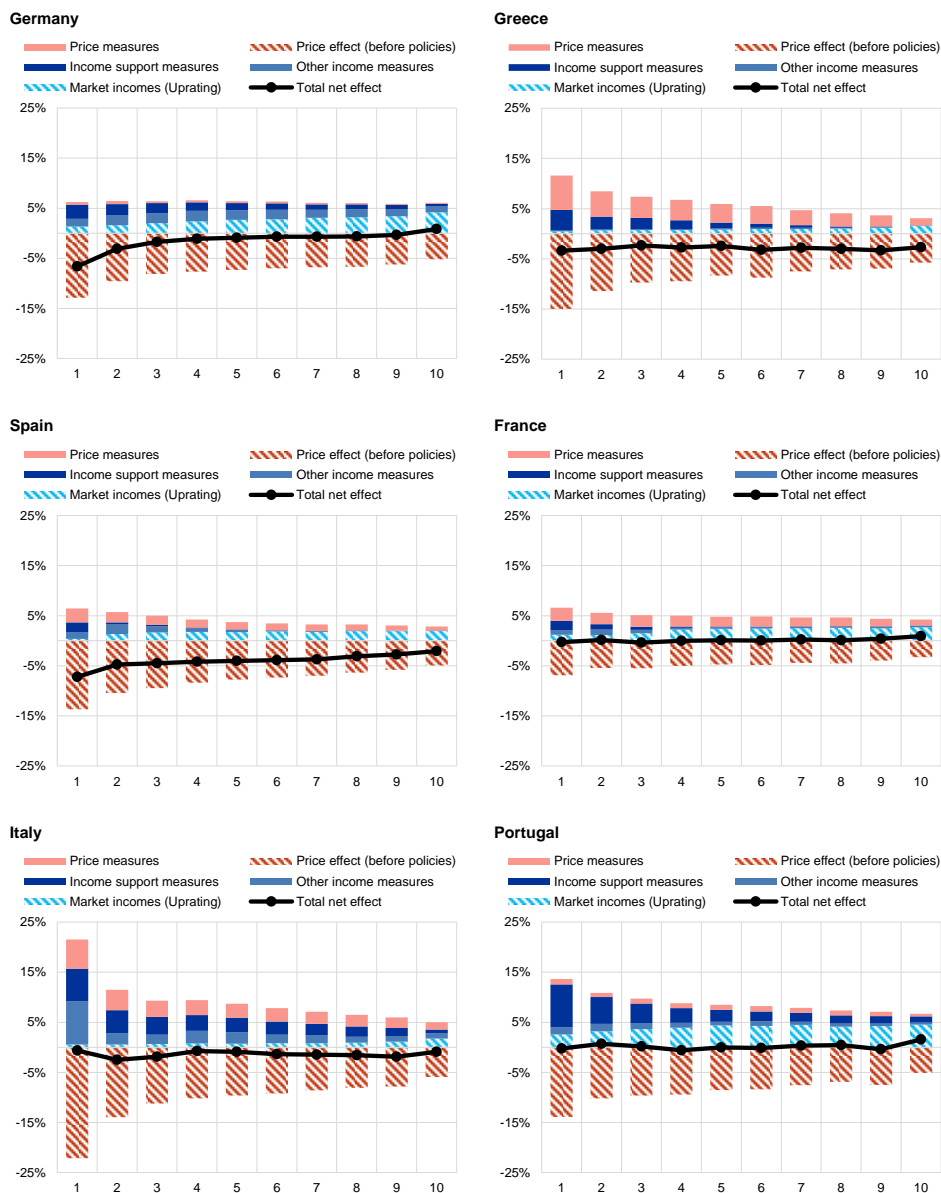 Germany
Price measures
Price effect (before policies)
Income support measures
Other income measures
Market incomes (Uprating)
Total net effect
25%
15%
5%
-5%
-15%
-25%
1 2 3 4 5 6 7 8 9 10
Greece
Price measures
Price effect (before policies)
Income support measures
Other income measures
Market incomes (Uprating)
Total net effect
25%
15%
5%
-5%
-15%
-25%
1 2 3 4 5 6 7 8 9 10
Spain
Price measures
Price effect (before policies)
Income support measures
Other income measures
Market incomes (Uprating)
Total net effect
25%
15%
5%
-5%
-15%
-25%
1 2 3 4 5 6 7 8 9 10
France
Price measures
Price effect (before policies)
Income support measures
Other income measures
Market incomes (Uprating)
Total net effect
25%
15%
5%
-5%
-15%
-25%
1 2 3 4 5 6 7 8 9 10
Italy
Price measures
Price effect (before policies)
Income support measures
Other income measures
Market incomes (Uprating)
Total net effect
25%
15%
5%
-5%
-15%
-25%
1 2 3 4 5 6 7 8 9 10
Portugal
Price measures
Price effect (before policies)
Income support measures
Other income measures
Market incomes (Uprating)
Total net effect
25%
15%
5%
-5%
-15%
-25%
1 2 3 4 5 6 7 8 9 10